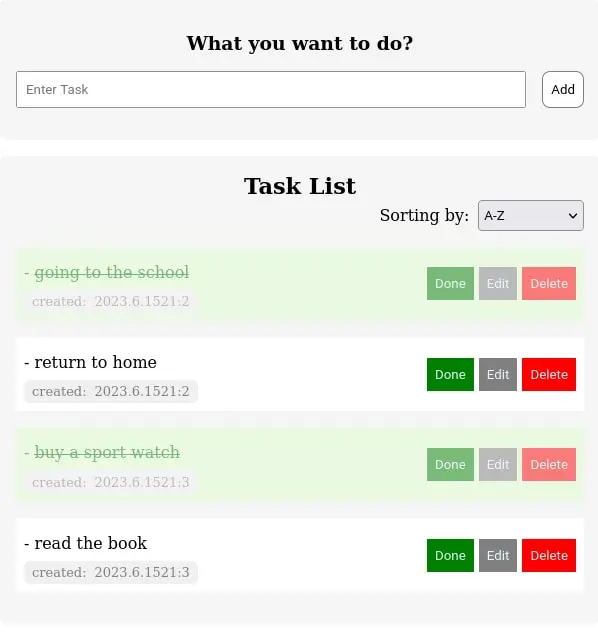 What you want to do?
Enter Task
Add
Task List
Sorting by: A-Z
- going to the school
created: 2023.6.1521:2
Done Edit Delete
- return to home
created: 2023.6.1521:2
Done Edit Delete
- buy a sport watch
created: 2023.6.1521:3
Done Edit Delete
- read the book
created: 2023.6.1521:3
Done Edit Delete